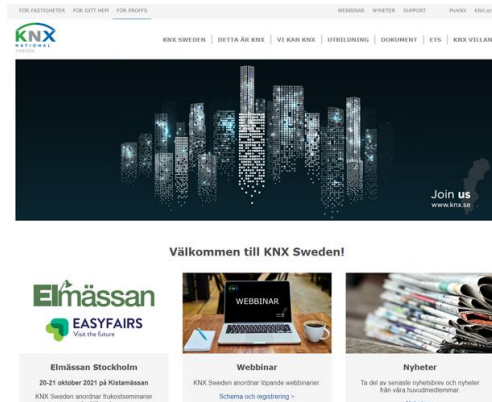 FÖR FASTIGHETER FÖR DITT HEM FÖR PROFFS WEBBINAR NYHETER SUPPORT MyKNX
KNX
NATIONAL
SWEDEN
KNX SWEDEN DETTA ÄR KNX VI KAN KNX UTBILDNING DOKUMENT ETS KNX VILLAN
Join us
www.knx.se
Välkommen till KNX Sweden!
Elmässan
EASYFAIRS
Visit the future
WEBBINAR
Elmässan Stockholm
Webbinar
Nyheter
20-21 oktober 2021 på Kistamässan
KNX Sweden anordnar löpande webbinarier.
Ta del av senaste nyhetsbrev och nyheter
från våra huvudmedlemmar.
KNX Sweden anordnar frukostseminarier
Schema och registrering >